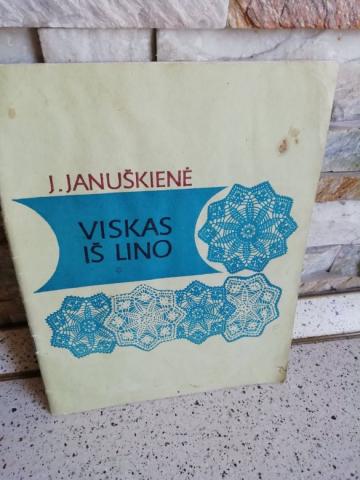 J. JANUŠKIENĖ
VISKAS
IŠ LINO